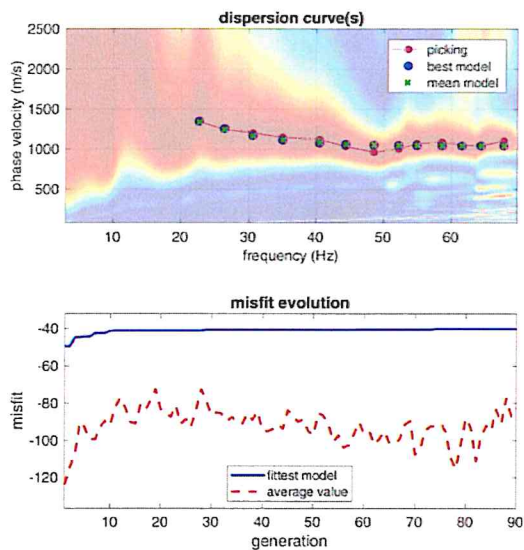 dispersion curve(s)
2500
2000
1500
1000
500
phase velocity (m/s)
picking
best model
mean model
10 20 30 40 50 60
frequency (Hz)
misfit evolution
-40
-60
-80
-100
-120
misfit
fittest model
average value
10 20 30 40 50 60 70 80 90
generation